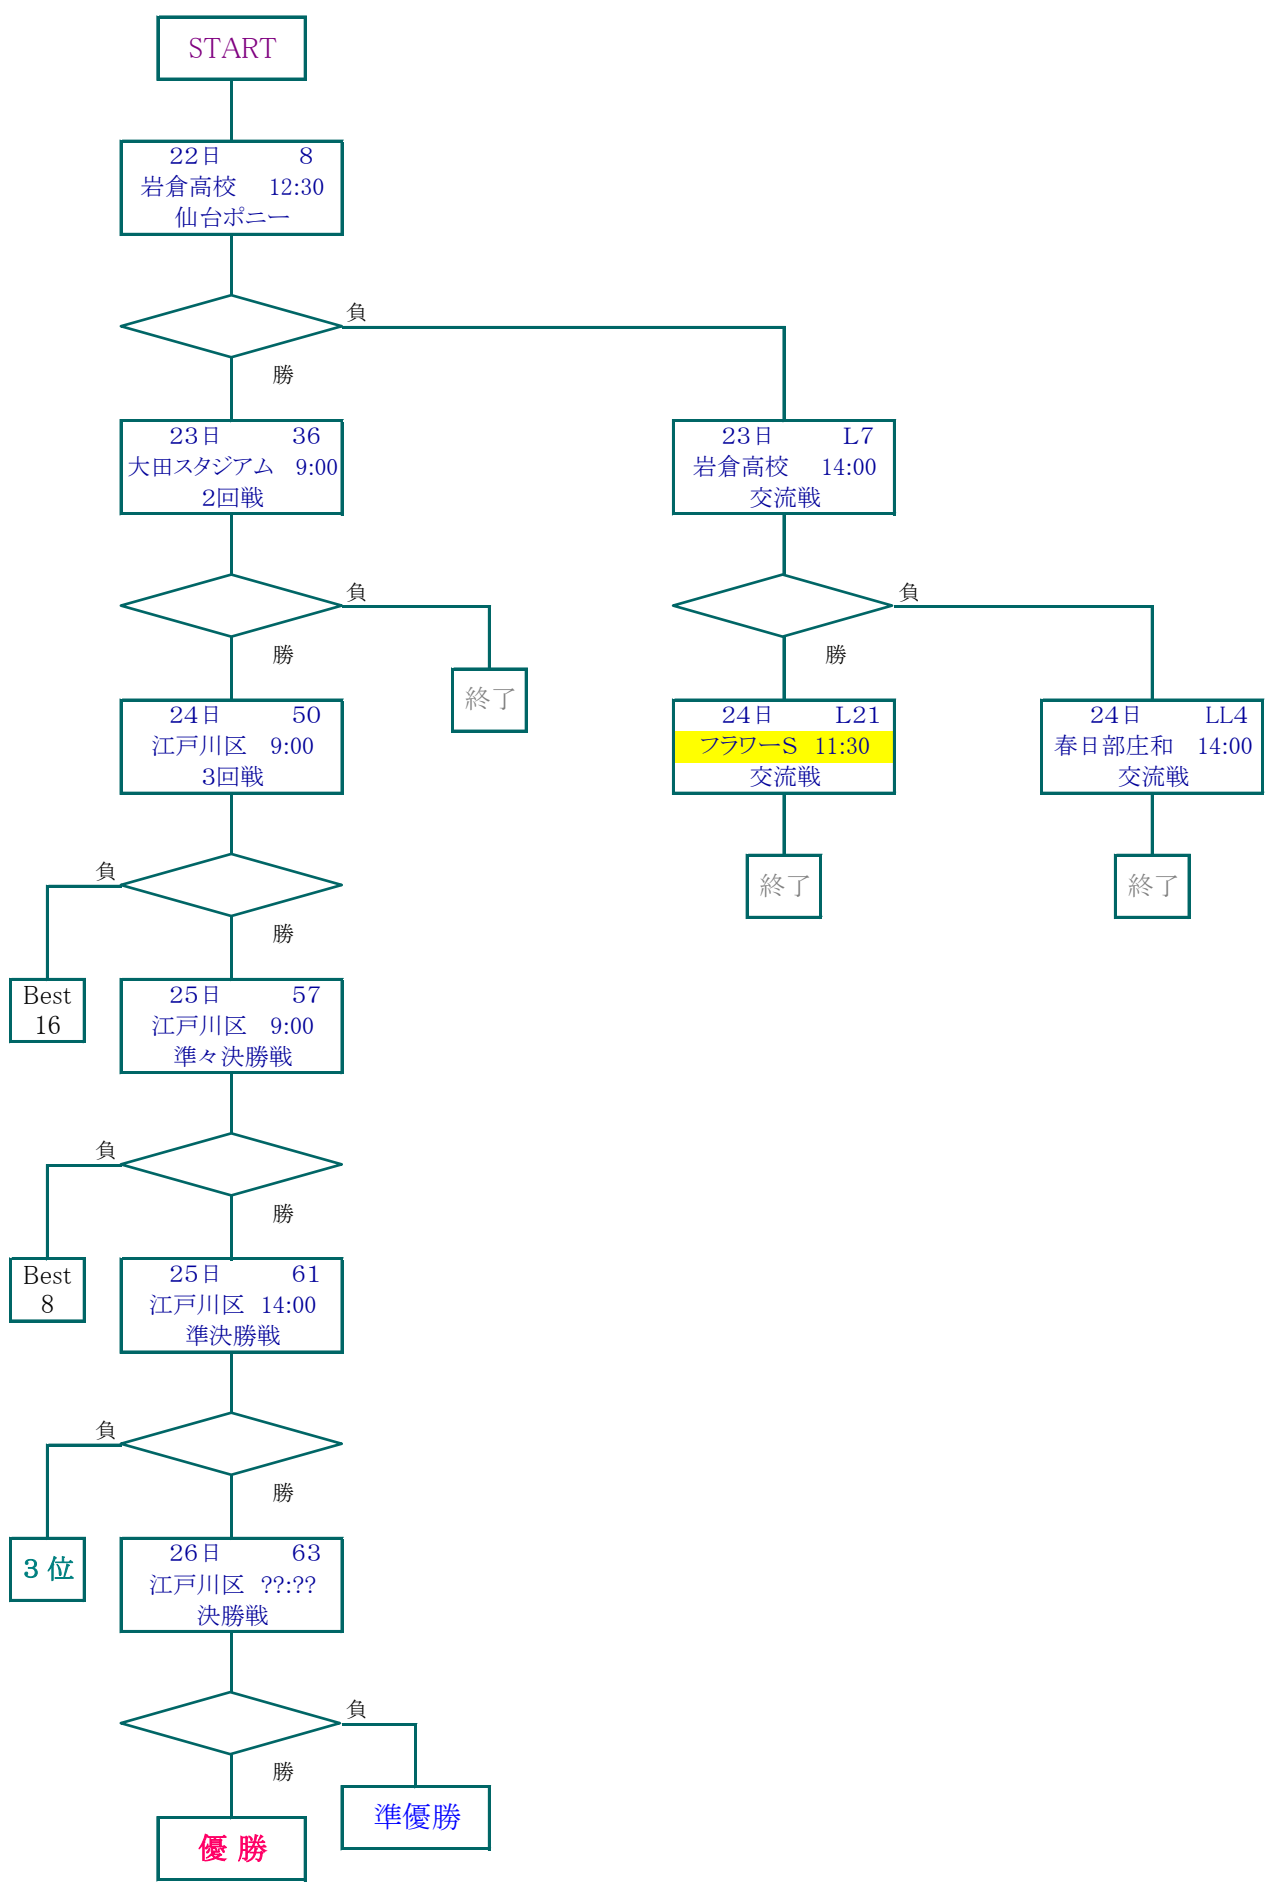 START
22日 8
岩倉高校 12:30
仙台ポニー
負
勝
23日 36
大田スタジアム 9:00
2回戦
23日 L7
岩倉高校 14:00
交流戦
負
勝
負
勝
終了
24日 50
江戸川区 9:00
3回戦
24日 L21
フラワーS 11:30
交流戦
24日 LL4
春日部庄和 14:00
交流戦
負
勝
終了
終了
Best
16
25日 57
江戸川区 9:00
準々決勝戦
負
勝
Best
8
25日 61
江戸川区 14:00
準決勝戦
負
勝
3位
26日 63
江戸川区 ??:??
決勝戦
負
勝
準優勝
優勝